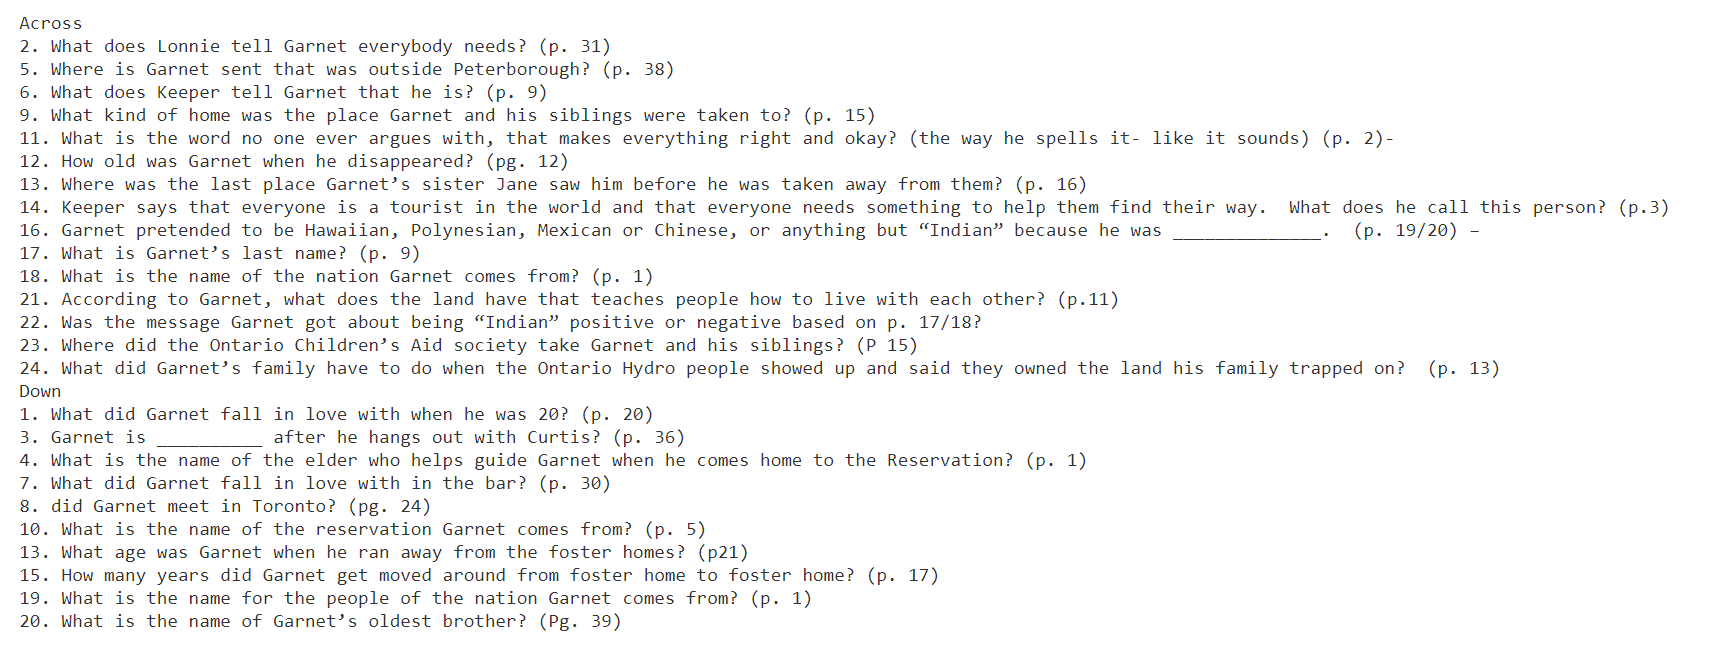 Across
2. What does Lonnie tell Garnet everybody needs? (p. 31)
5. Where is Garnet sent that was outside Peterborough? (p. 38)
6. What does Keeper tell Garnet that he is? (p. 9)
9. What kind of home was the place Garnet and his siblings were taken to? (p. 15)
11. What is the word no one ever argues with, that makes everything right and okay? (the way he spells it- like it sounds) (p. 2)-
12. How old was Garnet when he disappeared? (pg. 12)
13. Where was the last place Garnet’s sister Jane saw him before he was taken away from them? (p. 16)
14. Keeper says that everyone is a tourist in the world and that everyone needs something to help them find their way.  What does he call this person? (p.3)
16. Garnet pretended to be Hawaiian, Polynesian, Mexican or Chinese, or anything but “Indian” because he was ______________.  (p. 19/20) –
17. What is Garnet’s last name? (p. 9)
18. What is the name of the nation Garnet comes from? (p. 1)
21. According to Garnet, what does the land have that teaches people how to live with each other? (p.11)
22. Was the message Garnet got about being “Indian” positive or negative based on p. 17/18?
23. Where did the Ontario Children’s Aid society take Garnet and his siblings? (P 15)
24. What did Garnet’s family have to do when the Ontario Hydro people showed up and said they owned the land his family trapped on?  (p. 13)
Down
1. What did Garnet fall in love with when he was 20? (p. 20)
3. Garnet is __________ after he hangs out with Curtis? (p. 36)
4. What is the name of the elder who helps guide Garnet when he comes home to the Reservation? (p. 1)
7. What did Garnet fall in love with in the bar? (p. 30)
8. did Garnet meet in Toronto? (pg. 24)
10. What is the name of the reservation Garnet comes from? (p. 5)
13. What age was Garnet when he ran away from the foster homes? (p21)
15. How many years did Garnet get moved around from foster home to foster home? (p. 17)
19. What is the name for the people of the nation Garnet comes from? (p. 1)
20. What is the name of Garnet’s oldest brother? (Pg. 39)